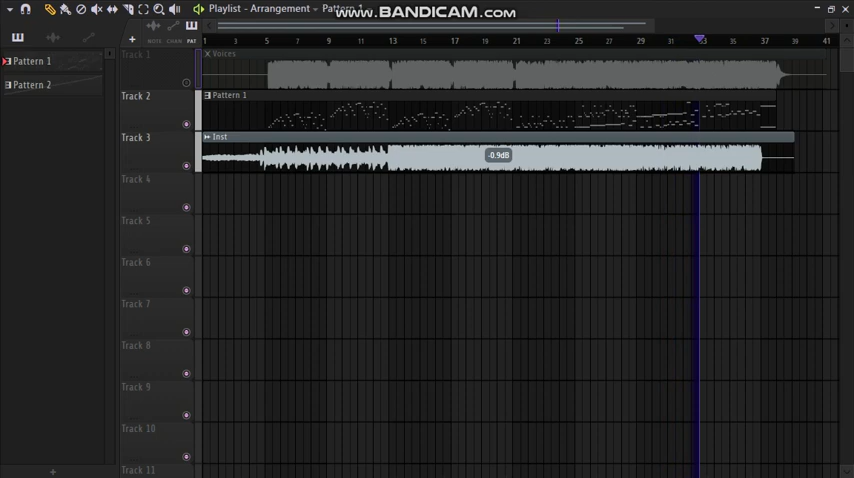 Playlist - Arrangement Pattern 1
www.BANDICAM.com
NOTE CHAN PAT
1 3 5 7 9 11 13 15 17 19 21 23 25 27 29 31 33 35 37 39 41
Pattern 1
Pattern 2
Track 1
Voices
Track 2
Pattern 1
Track 3
Inst
-0.9dB
Track 4
Track 5
Track 6
Track 7
Track 8
Track 9
Track 10
Track 11